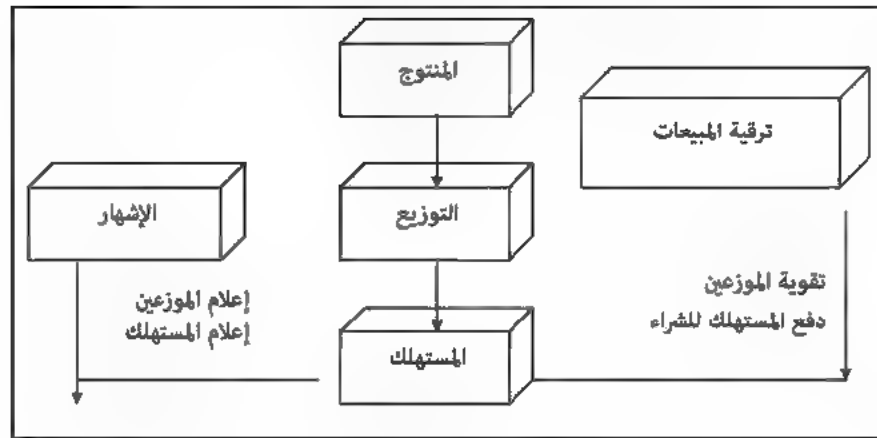 المنتوج
ترقية المبيعات
الإشهار
التوزيع
إعلام الموزعين
إعلام المستهلك
تقوية الموزعين
دفع المستهلك للشراء
المستهلك